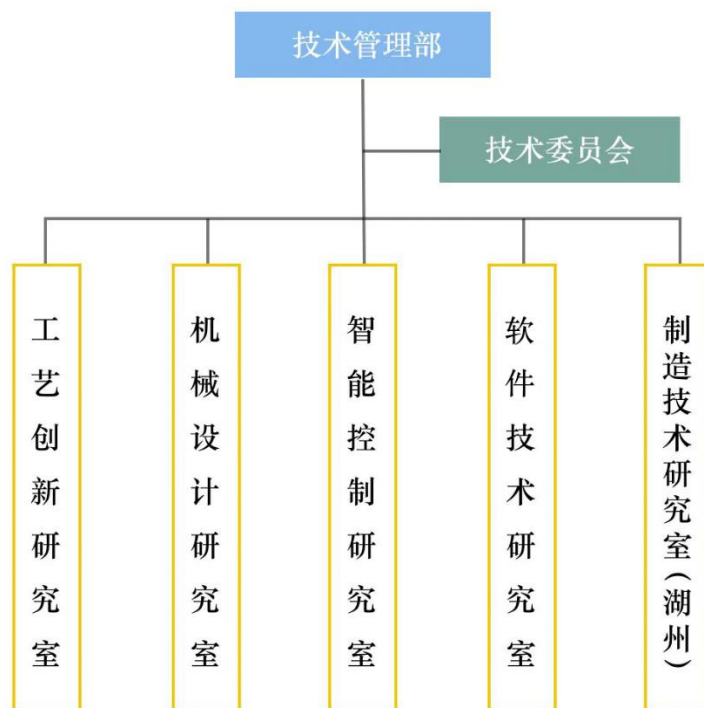 技术管理部
技术委员会
工艺创新研究室
机械设计研究室
智能控制研究室
软件技术研究室
制造技术研究室(湖州)